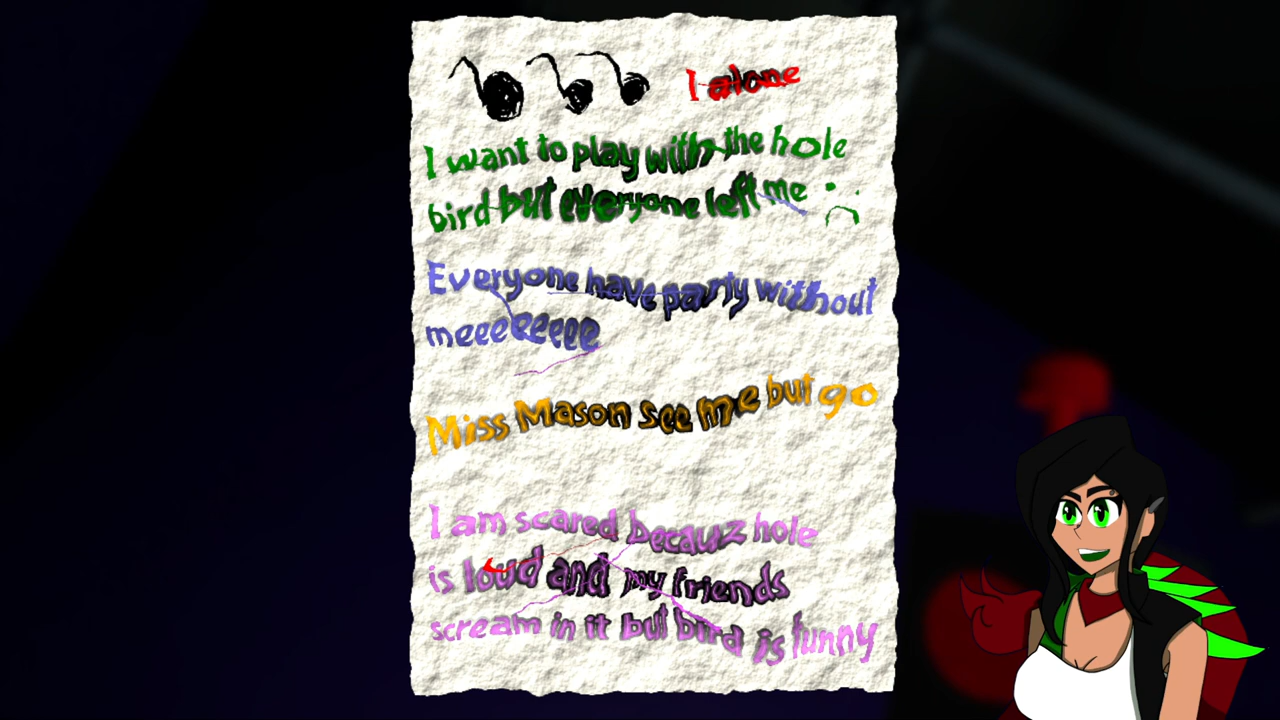 I alone
I want to play with the hole
bird but everyone left me :(
Everyone have party without
meeeeeeee
Miss Mason see me but go
I am scared becauz hole
is loud and my friends
scream in it but bird is funny